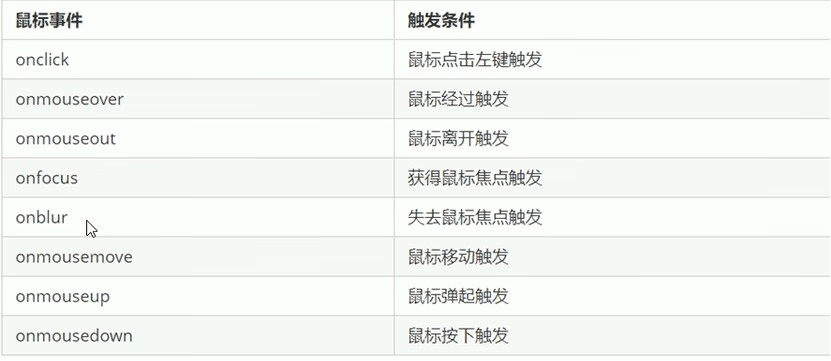 鼠标事件 触发条件
onclick 鼠标点击左键触发
onmouseover 鼠标经过触发
onmouseout 鼠标离开触发
onfocus 获得鼠标焦点触发
onblur 失去鼠标焦点触发
onmousemove 鼠标移动触发
onmouseup 鼠标弹起触发
onmousedown 鼠标按下触发